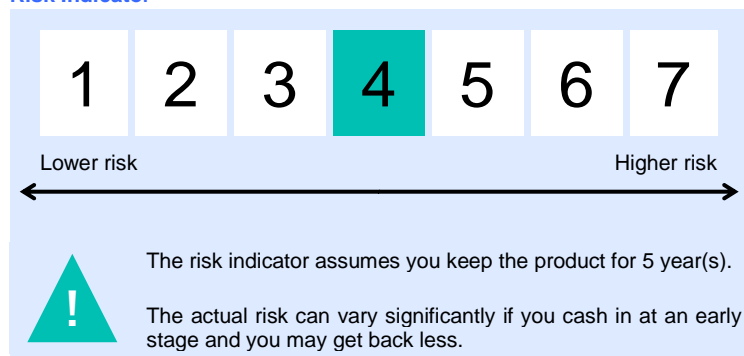 Risk Indicator
1 2 3 4 5 6 7
Lower risk Higher risk
The risk indicator assumes you keep the product for 5 year(s).
!
The actual risk can vary significantly if you cash in at an early
stage and you may get back less.